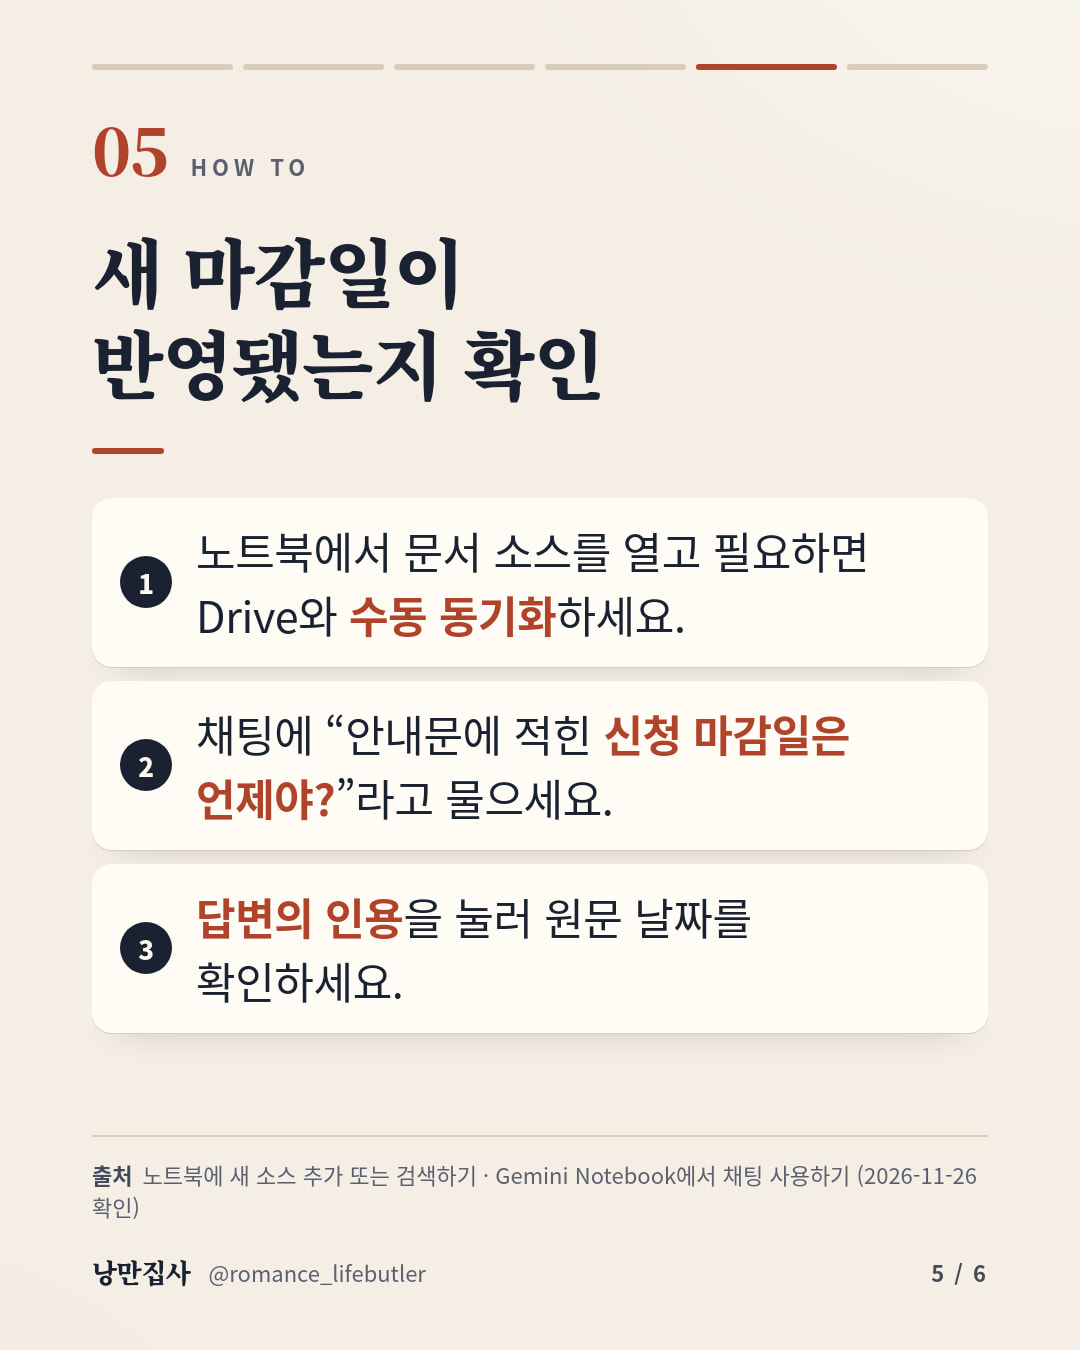 05 HOW TO
새 마감일이
반영됐는지 확인
1 노트북에서 문서 소스를 열고 필요하면
Drive와 수동 동기화하세요.
2 채팅에 “안내문에 적힌 신청 마감일은
언제야?”라고 물으세요.
3 답변의 인용을 눌러 원문 날짜를
확인하세요.
출처 노트북에 새 소스 추가 또는 검색하기 · Gemini Notebook에서 채팅 사용하기 (2026-11-26
확인)
낭만집사 @romance_lifebutler 5 / 6